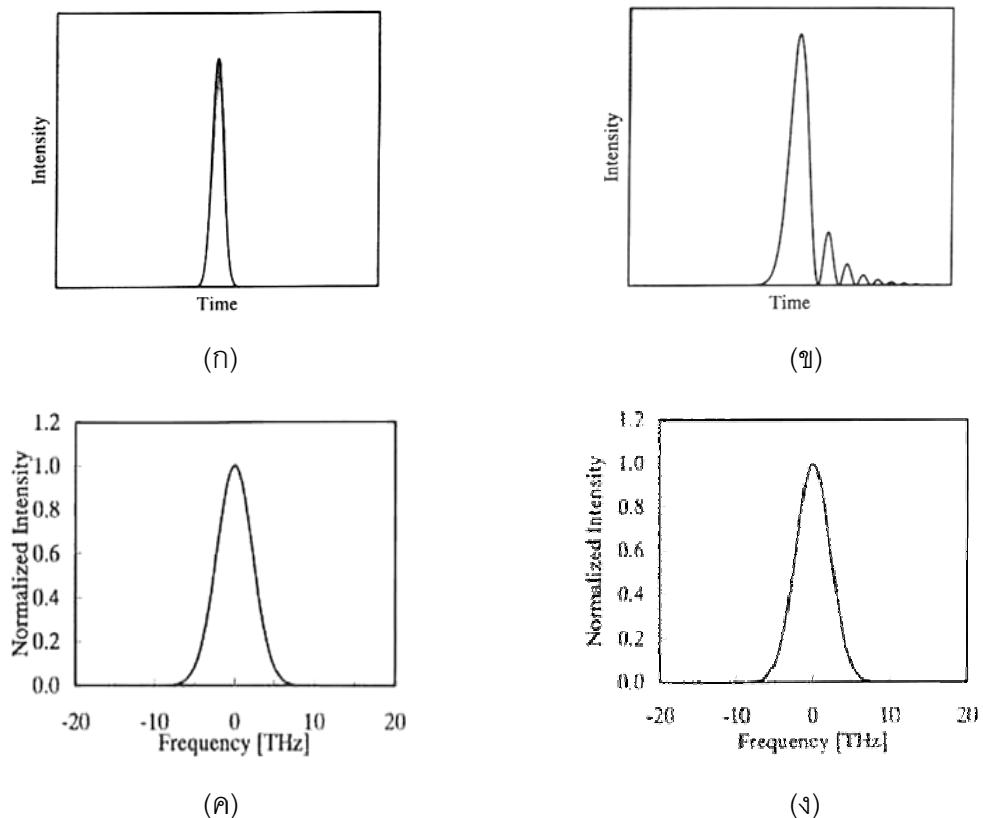 Intensity
Time
(ก)
Intensity
Time
(ข)
1.2
1.0
0.8
0.6
0.4
0.2
0.0
Normalized Intensity
-20 -10 0 10 20
Frequency [THz]
(ค)
1.2
1.0
0.8
0.6
0.4
0.2
0.0
Normalized Intensity
-20 -10 0 10 20
Frequency [THz]
(ง)